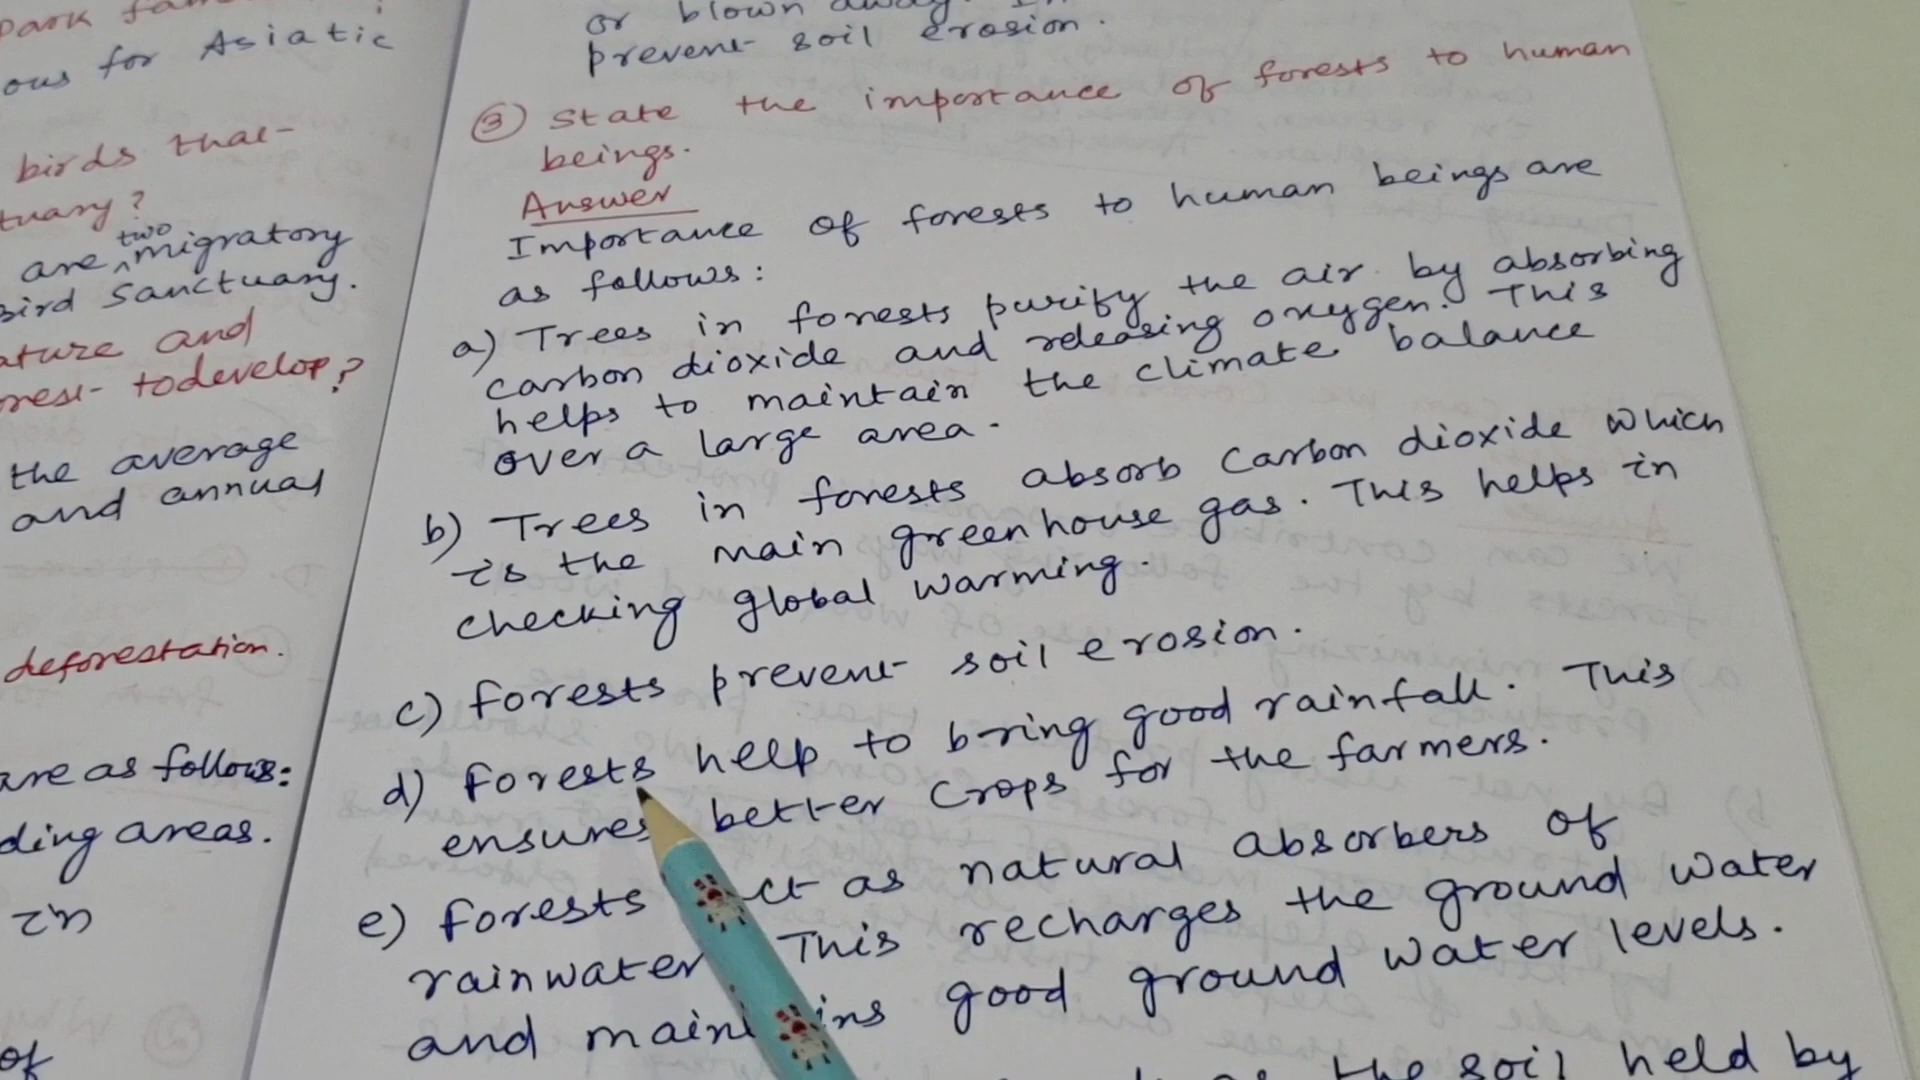 park
ous for Asiatic
birds that
tuary?
are two migratory
Bird Sanctuary.
ature and
rest to develop?
the average
and annual
deforestation.
are as follows:
ding areas.
in
of
or blown away.
prevent soil erosion.
③ State the importance of forests to human
beings.
Answer
Importance of forests to human beings are
as follows:
a) Trees in forests purify the air by absorbing
carbon dioxide and releasing oxygen. This
helps to maintain the climate balance
over a large area.
b) Trees in forests absorb carbon dioxide which
is the main greenhouse gas. This helps in
checking global warming.
c) Forests prevent soil erosion.
d) Forests help to bring good rainfall. This
ensures better crops for the farmers.
e) Forests act as natural absorbers of
rainwater This recharges the ground water
and maintains good ground water levels.
the soil held by